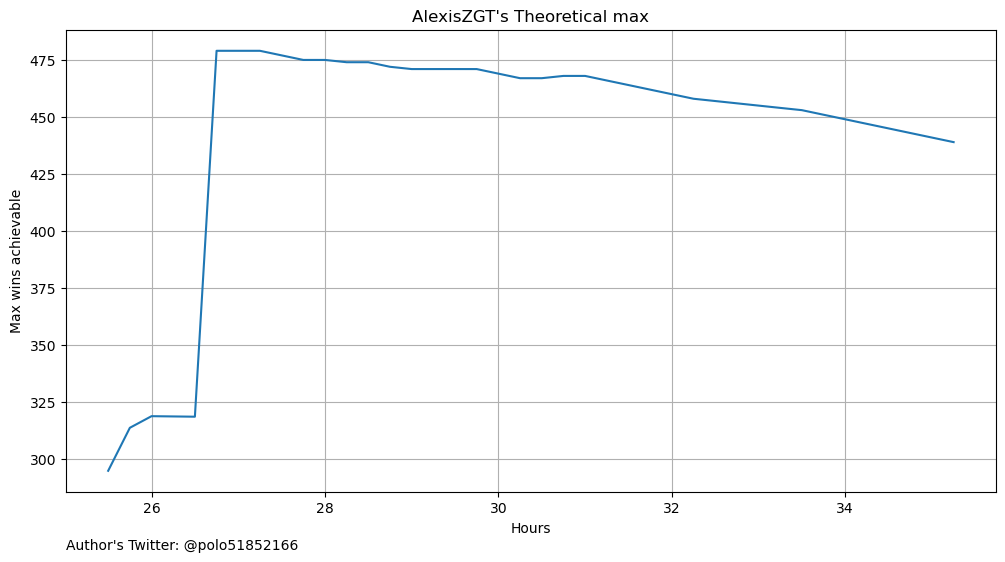 AlexisZGT's Theoretical max
475
450
425
400
375
350
325
300
Max wins achievable
26 28 30 32 34
Hours
Author's Twitter: @polo51852166